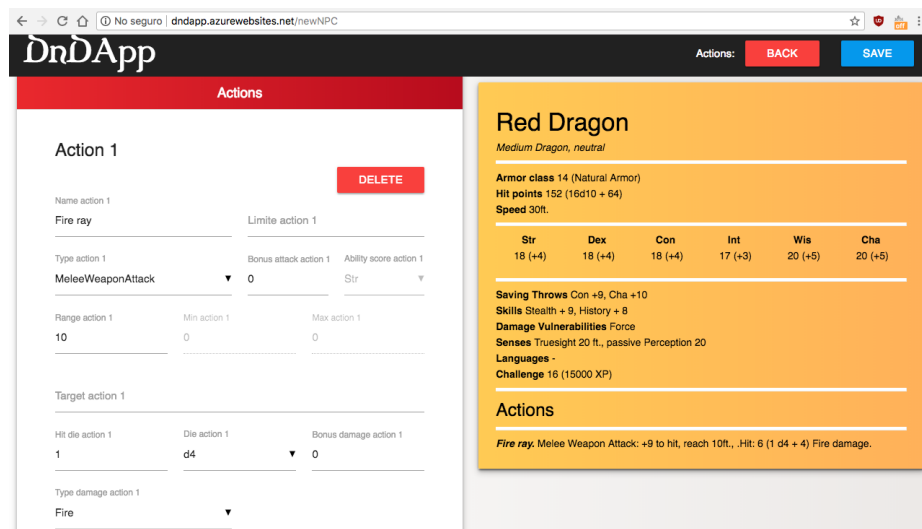 No seguro | dndapp.azurewebsites.net/newNPC
off
DnDApp
Actions: BACK SAVE
Actions
Action 1
DELETE
Name action 1
Fire ray
Limite action 1
Type action 1
MeleeWeaponAttack
Bonus attack action 1
0
Ability score action 1
Str
Range action 1
10
Min action 1
0
Max action 1
0
Target action 1
Hit die action 1
1
Die action 1
d4
Bonus damage action 1
0
Type damage action 1
Fire
Red Dragon
Medium Dragon, neutral
Armor class 14 (Natural Armor)
Hit points 152 (16d10 + 64)
Speed 30ft.
Str Dex Con Int Wis Cha
18 (+4) 18 (+4) 18 (+4) 17 (+3) 20 (+5) 20 (+5)
Saving Throws Con +9, Cha +10
Skills Stealth + 9, History + 8
Damage Vulnerabilities Force
Senses Truesight 20 ft., passive Perception 20
Languages -
Challenge 16 (15000 XP)
Actions
Fire ray. Melee Weapon Attack: +9 to hit, reach 10ft., .Hit: 6 (1 d4 + 4) Fire damage.